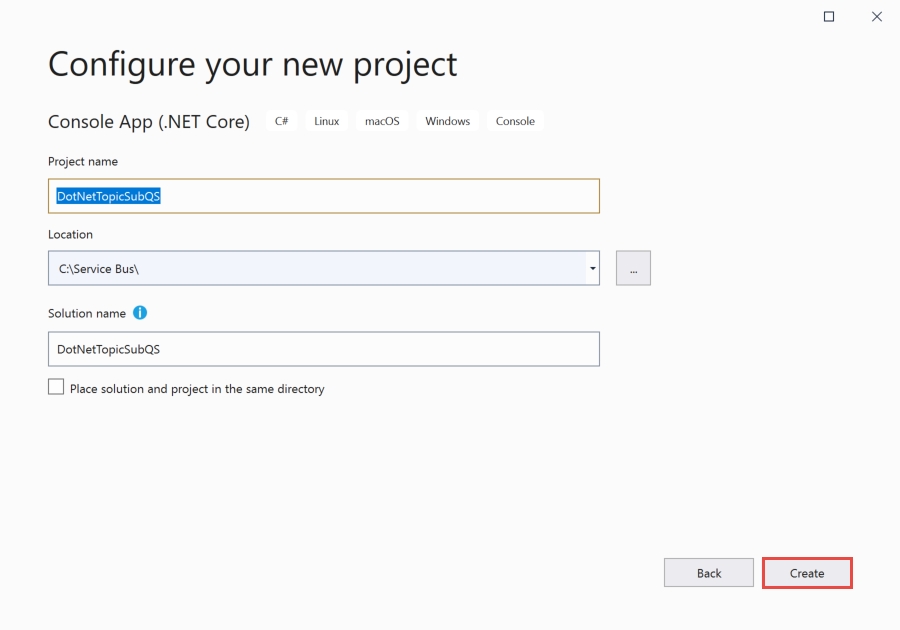 Configure your new project
Console App (.NET Core) C# Linux macOS Windows Console
Project name
DotNetTopicSubQS
Location
C:\Service Bus\
...
Solution name
DotNetTopicSubQS
Place solution and project in the same directory
Back Create